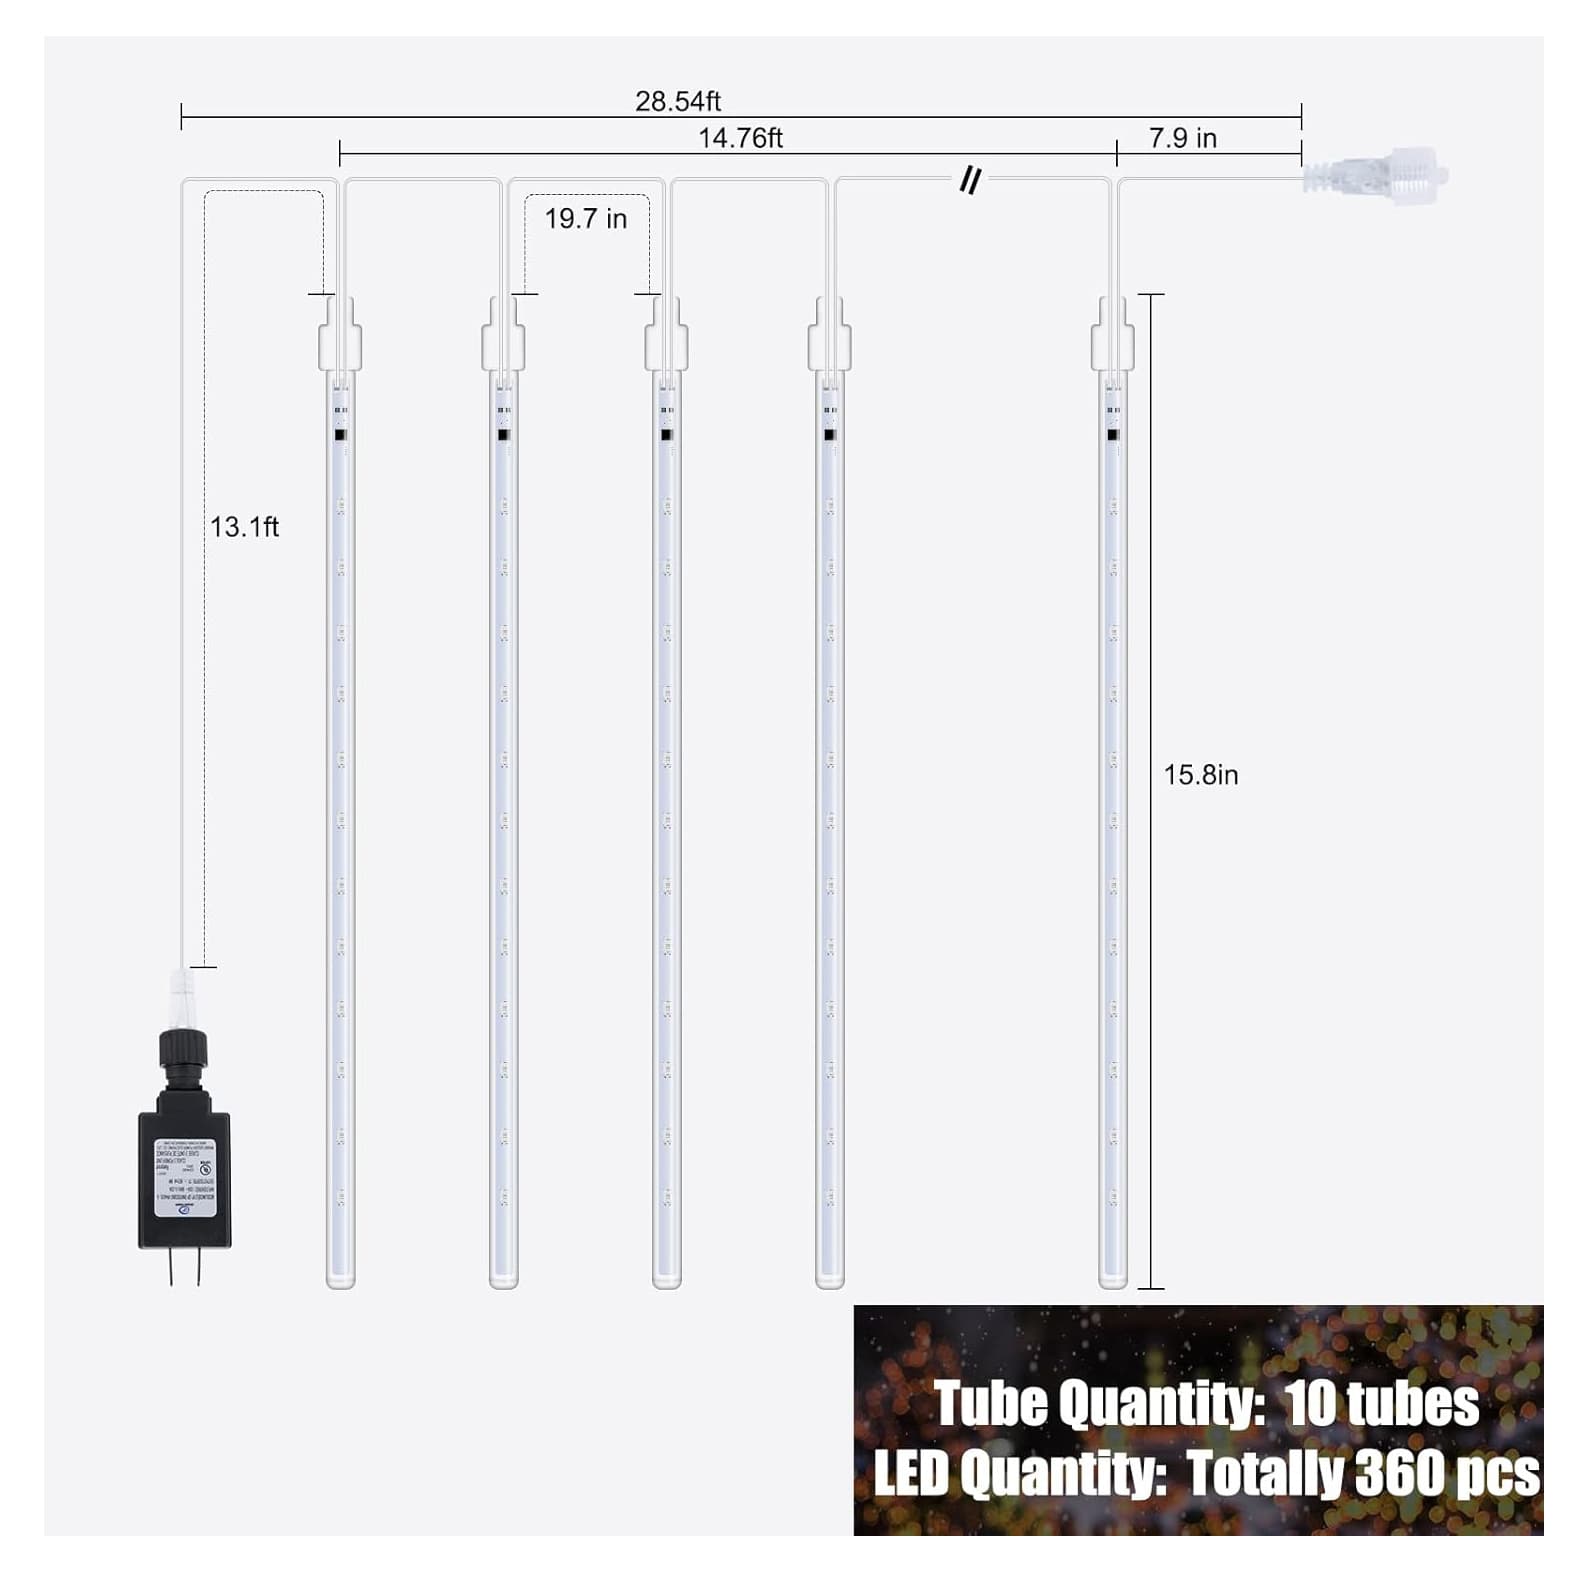 28.54ft
14.76ft
7.9 in
19.7 in
13.1ft
15.8in
Tube Quantity: 10 tubes
LED Quantity: Totally 360 pcs